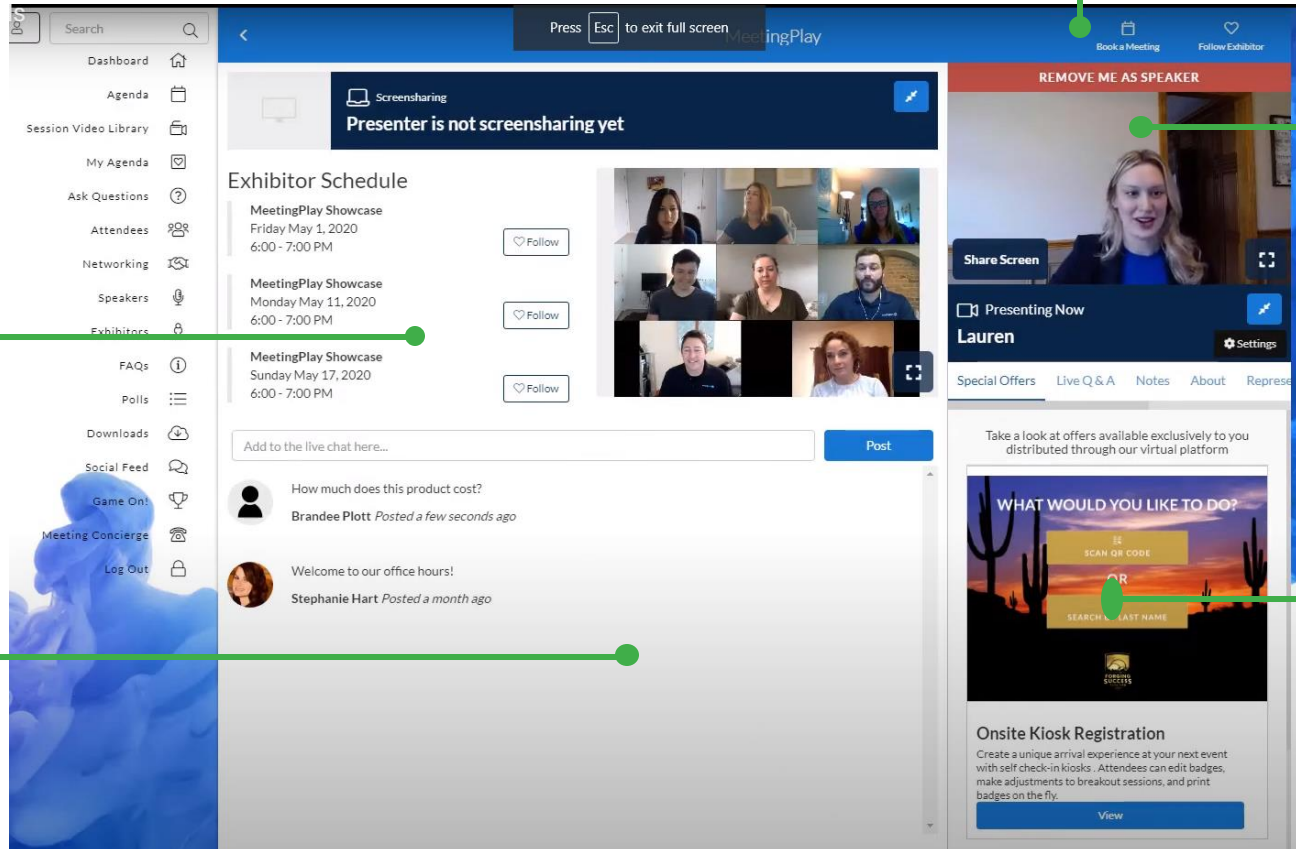 Search
Dashboard
Agenda
Session Video Library
My Agenda
Ask Questions
Attendees
Networking
Speakers
Exhibitors
FAQs
Polls
Downloads
Social Feed
Game On!
Meeting Concierge
Log Out
Press Esc to exit full screen
MeetingPlay
Book a Meeting
Follow Exhibitor
Screensharing
Presenter is not screensharing yet
Exhibitor Schedule
MeetingPlay Showcase
Friday May 1, 2020
6:00 - 7:00 PM
Follow
MeetingPlay Showcase
Monday May 11, 2020
6:00 - 7:00 PM
Follow
MeetingPlay Showcase
Sunday May 17, 2020
6:00 - 7:00 PM
Follow
Add to the live chat here...
Post
How much does this product cost?
Brandee Plott Posted a few seconds ago
Welcome to our office hours!
Stephanie Hart Posted a month ago
REMOVE ME AS SPEAKER
Share Screen
Presenting Now
Lauren
Settings
Special Offers Live Q & A Notes About Represe
Take a look at offers available exclusively to you
distributed through our virtual platform
WHAT WOULD YOU LIKE TO DO?
SCAN QR CODE
OR
SEARCH LAST NAME
FORGING
SUCCESS
Onsite Kiosk Registration
Create a unique arrival experience at your next event
with self check-in kiosks . Attendees can edit badges,
make adjustments to breakout sessions, and print
badges on the fly.
View